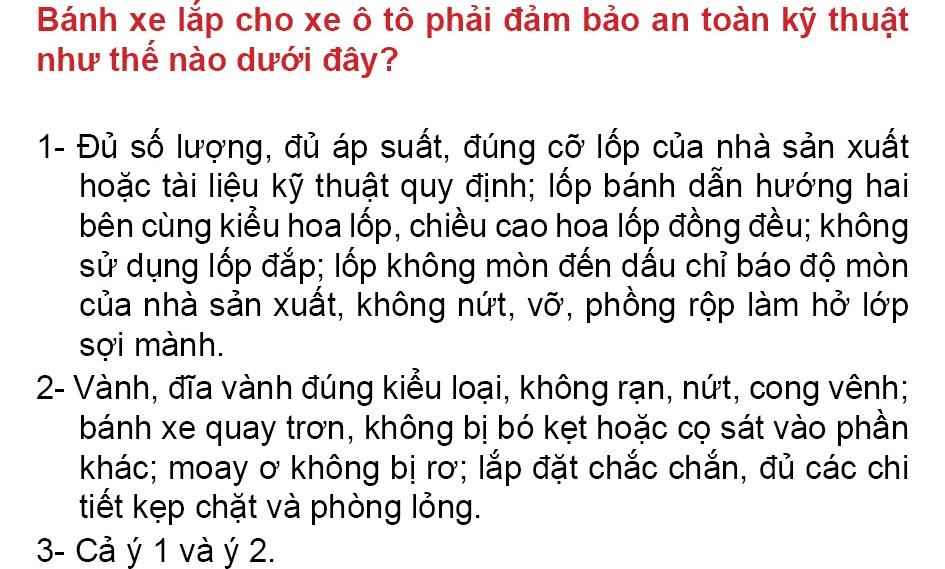 Bánh xe lắp cho xe ô tô phải đảm bảo an toàn kỹ thuật
như thế nào dưới đây?
1- Đủ số lượng, đủ áp suất, đúng cỡ lốp của nhà sản xuất
hoặc tài liệu kỹ thuật quy định; lốp bánh dẫn hướng hai
bên cùng kiểu hoa lốp, chiều cao hoa lốp đồng đều; không
sử dụng lốp đắp; lốp không mòn đến dấu chỉ báo độ mòn
của nhà sản xuất, không nứt, vỡ, phồng rộp làm hở lớp
sợi mành.
2- Vành, đĩa vành đúng kiểu loại, không rạn, nứt, cong vênh;
bánh xe quay trơn, không bị bó kẹt hoặc cọ sát vào phần
khác; moay ơ không bị rơ; lắp đặt chắc chắn, đủ các chi
tiết kẹp chặt và phòng lỏng.
3- Cả ý 1 và ý 2.